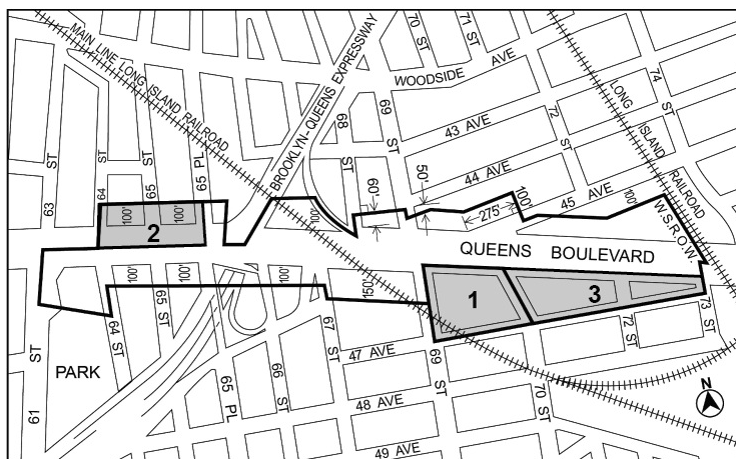 MAIN LINE LONG ISLAND RAILROAD
BROOKLYN-QUEENS EXPRESSWAY
70 ST
71 ST
WOODSIDE AVE
43 AVE
44 AVE
45 AVE
72 ST
74 ST
LONG ISLAND RAILROAD
W.S.R.O.W.
63 ST
64 ST
65 ST
65 PL
68 ST
69 ST
60'
50'
275'
100'
100'
100'
100'
100'
2
QUEENS BOULEVARD
100'
100'
100'
150'
1
3
64 ST
65 ST
67 ST
47 AVE
69 ST
72 ST
73 ST
PARK
61 ST
65 PL
66 ST
48 AVE
70 ST
49 AVE
N